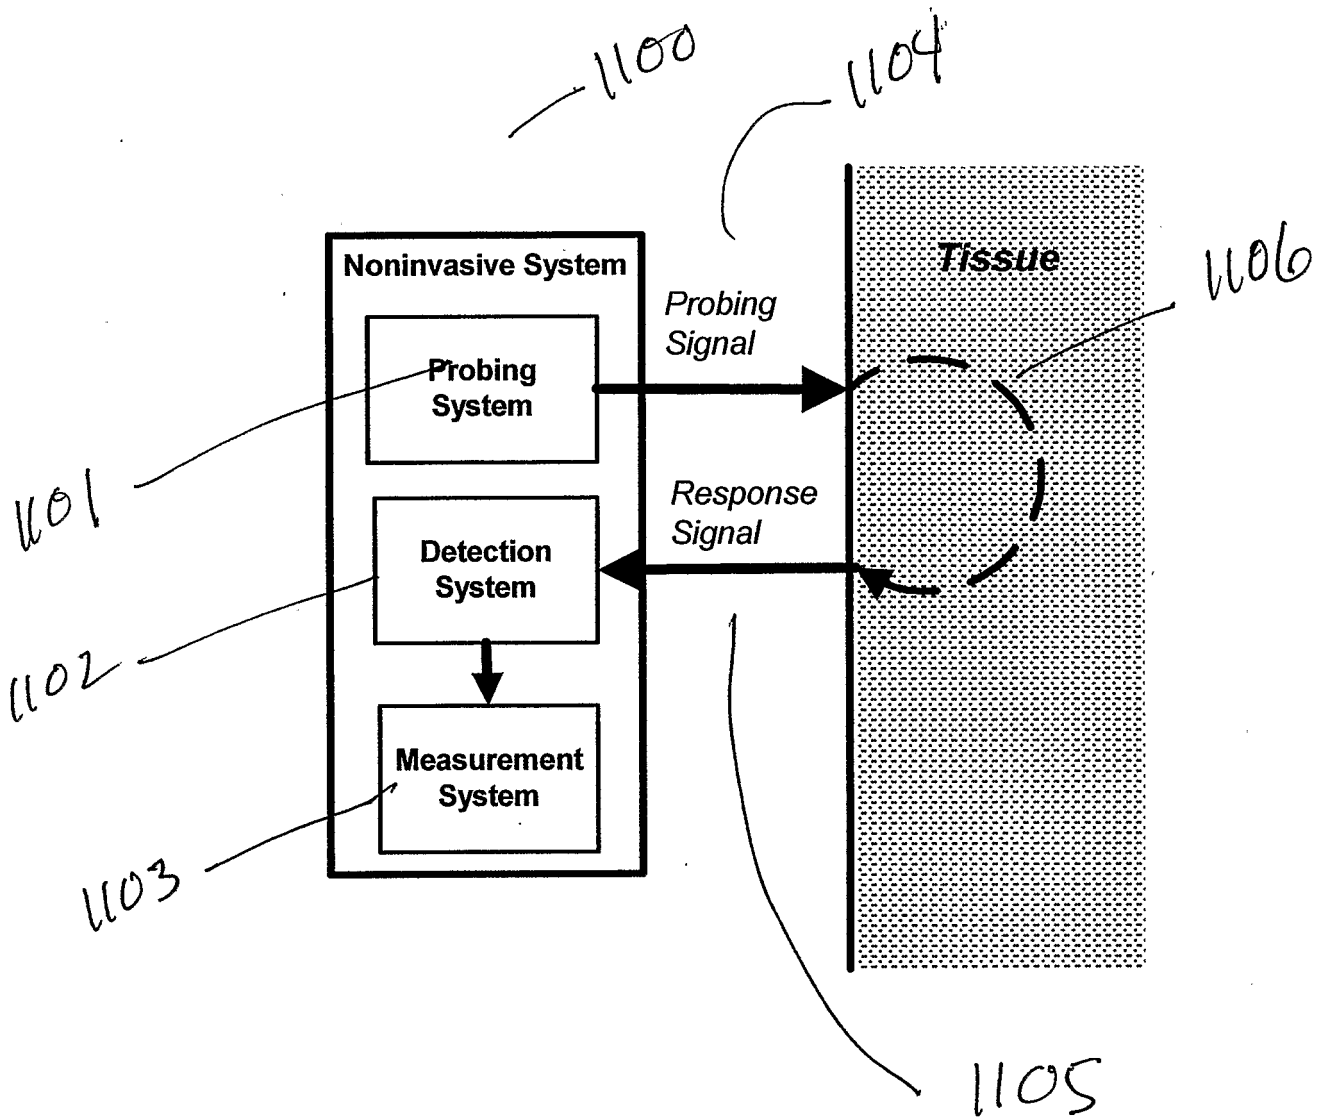 1100
1104
Noninvasive System
Tissue
1106
Probing
Signal
Probing
System
1101
Response
Signal
Detection
System
1102
Measurement
System
1103
1105